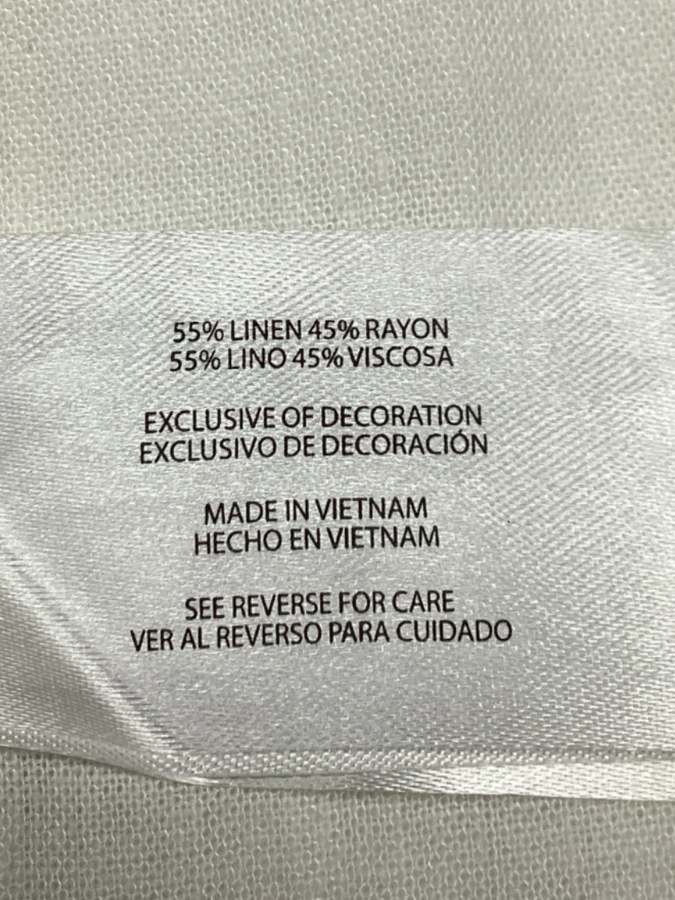 55% LINEN 45% RAYON
55% LINO 45% VISCOSA
EXCLUSIVE OF DECORATION
EXCLUSIVO DE DECORACIÓN
MADE IN VIETNAM
HECHO EN VIETNAM
SEE REVERSE FOR CARE
VER AL REVERSO PARA CUIDADO